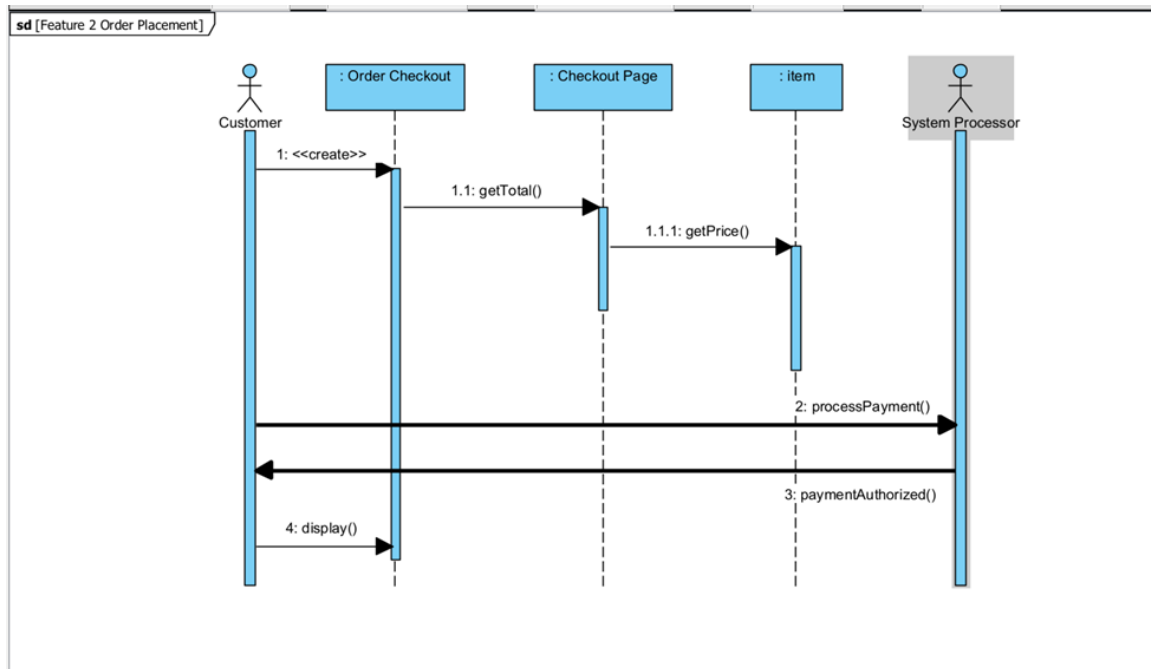 sd [Feature 2 Order Placement]
: Order Checkout
: Checkout Page
: item
Customer
System Processor
1: <<create>>
1.1: getTotal()
1.1.1: getPrice()
2: processPayment()
3: paymentAuthorized()
4: display()